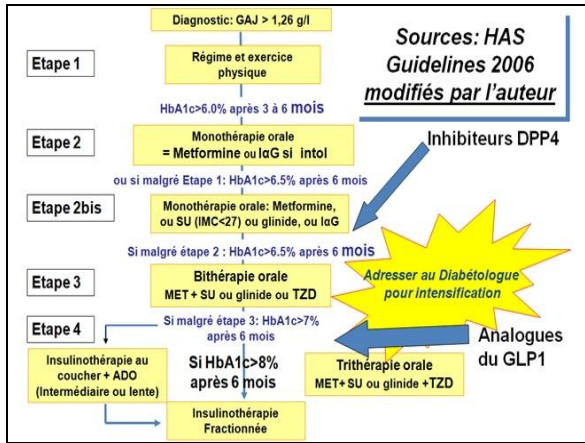 Diagnostic: GAJ > 1,26 g/l
Sources: HAS
Guidelines 2006
modifiés par l'auteur
Etape 1
Régime et exercice
physique
HbA1c>6.0% après 3 à 6 mois
Etape 2
Monothérapie orale
= Metformine ou IαG si intol
Inhibiteurs DPP4
ou si malgré Etape 1: HbA1c>6.5% après 6 mois
Etape 2bis
Monothérapie orale: Metformine,
ou SU (IMC<27) ou glinide, ou IαG
Si malgré étape 2 : HbA1c>6.5% après 6 mois
Etape 3
Bithérapie orale
MET + SU ou glinide ou TZD
Adresser au Diabétologue
pour intensification
Etape 4
Si malgré étape 3: HbA1c>7%
après 6 mois
Analogues
du GLP1
Insulinothérapie au
coucher + ADO
(Intermédiaire ou lente)
Si HbA1c>8%
après 6 mois
Trithérapie orale
MET+ SU ou glinide +TZD
Insulinothérapie
Fractionnée